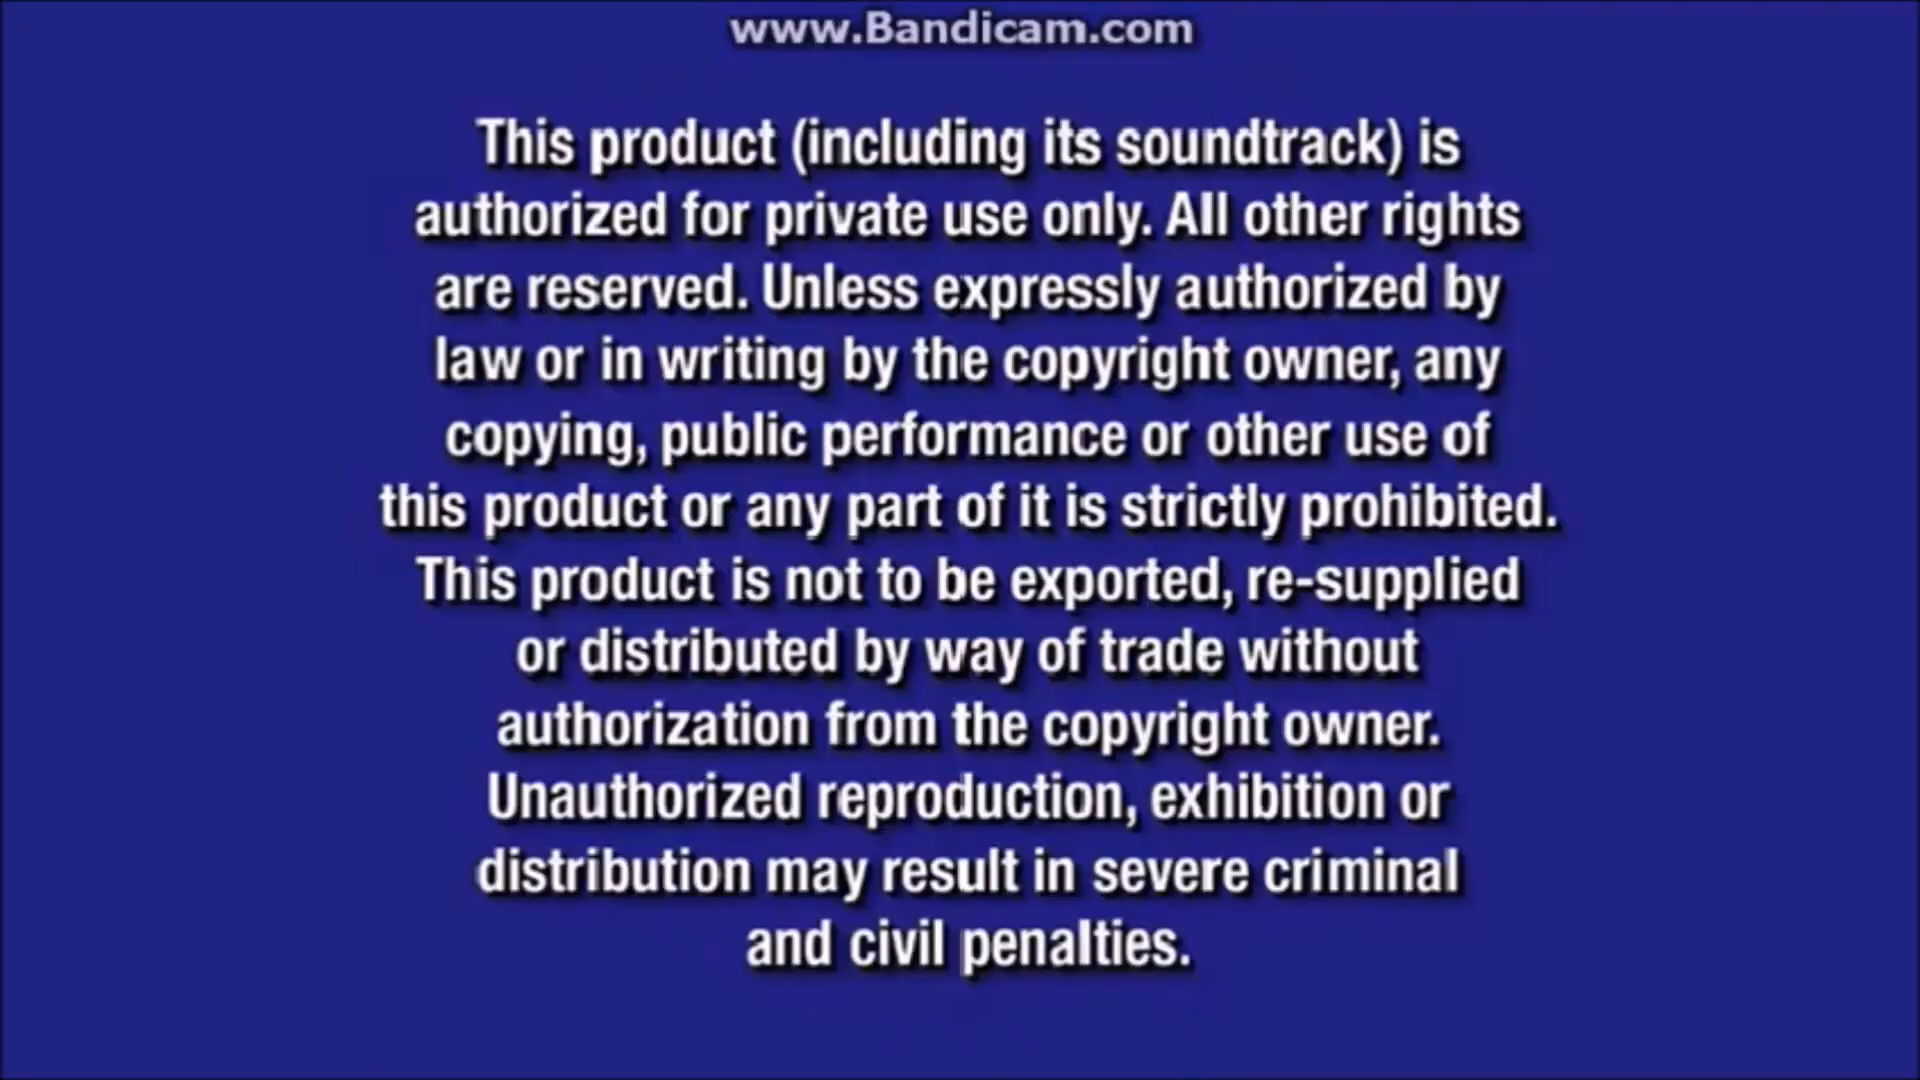 www.Bandicam.com
This product (including its soundtrack) is
authorized for private use only. All other rights
are reserved. Unless expressly authorized by
law or in writing by the copyright owner, any
copying, public performance or other use of
this product or any part of it is strictly prohibited.
This product is not to be exported, re-supplied
or distributed by way of trade without
authorization from the copyright owner.
Unauthorized reproduction, exhibition or
distribution may result in severe criminal
and civil penalties.